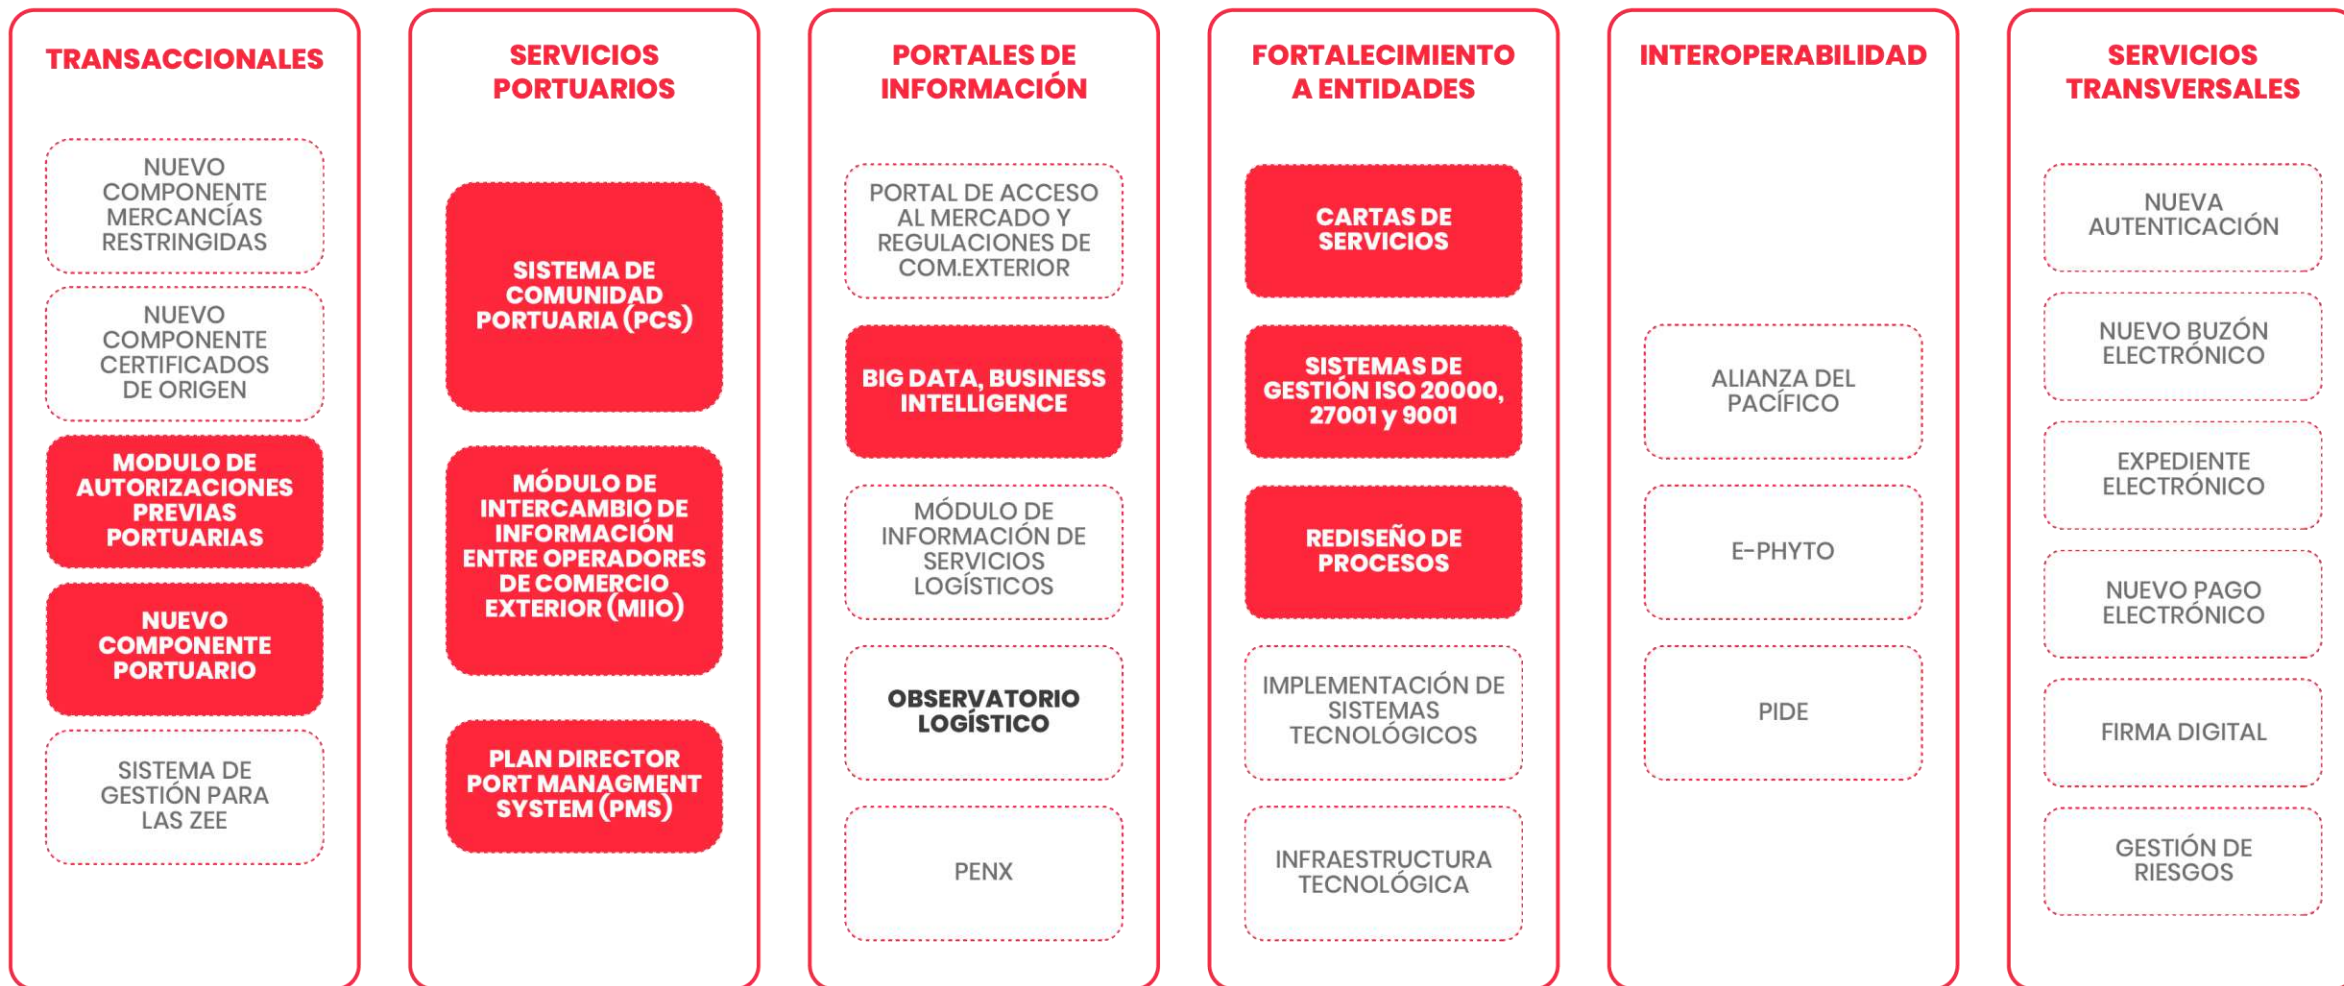 TRANSACCIONALES
NUEVO
COMPONENTE
MERCANCÍAS
RESTRINGIDAS
NUEVO
COMPONENTE
CERTIFICADOS
DE ORIGEN
MODULO DE
AUTORIZACIONES
PREVIAS
PORTUARIAS
NUEVO
COMPONENTE
PORTUARIO
SISTEMA DE
GESTIÓN PARA
LAS ZEE
SERVICIOS
PORTUARIOS
SISTEMA DE
COMUNIDAD
PORTUARIA (PCS)
MÓDULO DE
INTERCAMBIO DE
INFORMACIÓN
ENTRE OPERADORES
DE COMERCIO
EXTERIOR (MIIO)
PLAN DIRECTOR
PORT MANAGMENT
SYSTEM (PMS)
PORTALES DE
INFORMACIÓN
PORTAL DE ACCESO
AL MERCADO Y
REGULACIONES DE
COM.EXTERIOR
BIG DATA, BUSINESS
INTELLIGENCE
MÓDULO DE
INFORMACIÓN DE
SERVICIOS
LOGÍSTICOS
OBSERVATORIO
LOGÍSTICO
PENX
FORTALECIMIENTO
A ENTIDADES
CARTAS DE
SERVICIOS
SISTEMAS DE
GESTIÓN ISO 20000,
27001 y 9001
REDISEÑO DE
PROCESOS
IMPLEMENTACIÓN DE
SISTEMAS
TECNOLÓGICOS
INFRAESTRUCTURA
TECNOLÓGICA
INTEROPERABILIDAD
ALIANZA DEL
PACÍFICO
E-PHYTO
PIDE
SERVICIOS
TRANSVERSALES
NUEVA
AUTENTICACIÓN
NUEVO BUZÓN
ELECTRÓNICO
EXPEDIENTE
ELECTRÓNICO
NUEVO PAGO
ELECTRÓNICO
FIRMA DIGITAL
GESTIÓN DE
RIESGOS